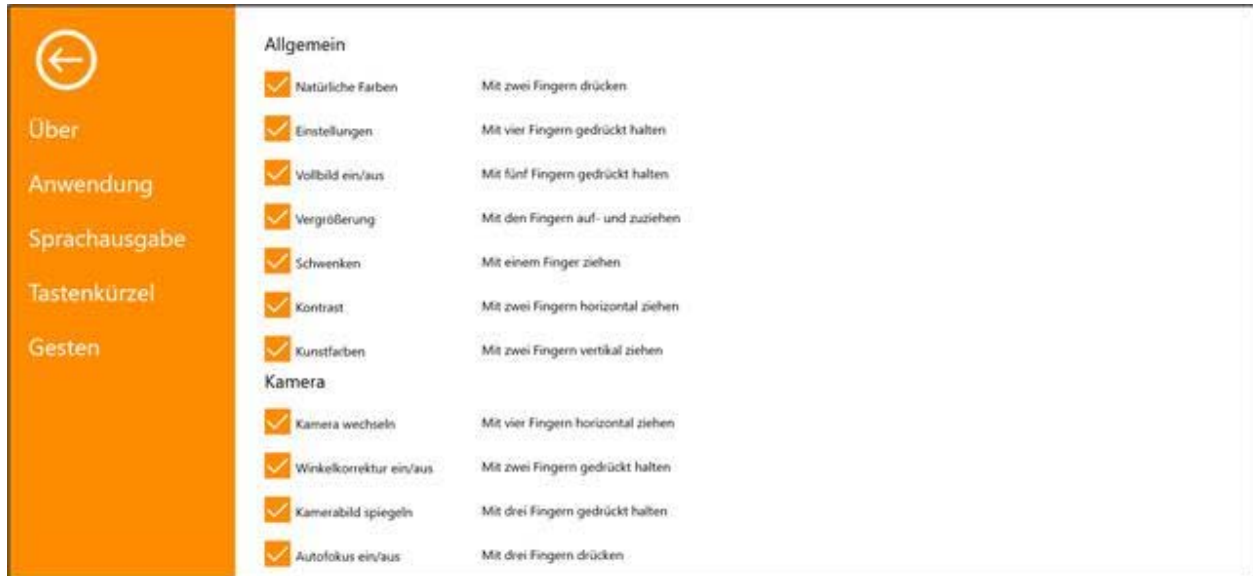 Über
Anwendung
Sprachausgabe
Tastenkürzel
Gesten
Allgemein
Natürliche Farben Mit zwei Fingern drücken
Einstellungen Mit vier Fingern gedrückt halten
Vollbild ein/aus Mit fünf Fingern gedrückt halten
Vergrößerung Mit den Fingern auf- und zuziehen
Schwenken Mit einem Finger ziehen
Kontrast Mit zwei Fingern horizontal ziehen
Kunstfarben Mit zwei Fingern vertikal ziehen
Kamera
Kamera wechseln Mit vier Fingern horizontal ziehen
Winkelkorrektur ein/aus Mit zwei Fingern gedrückt halten
Kamerabild spiegeln Mit drei Fingern gedrückt halten
Autofokus ein/aus Mit drei Fingern drücken